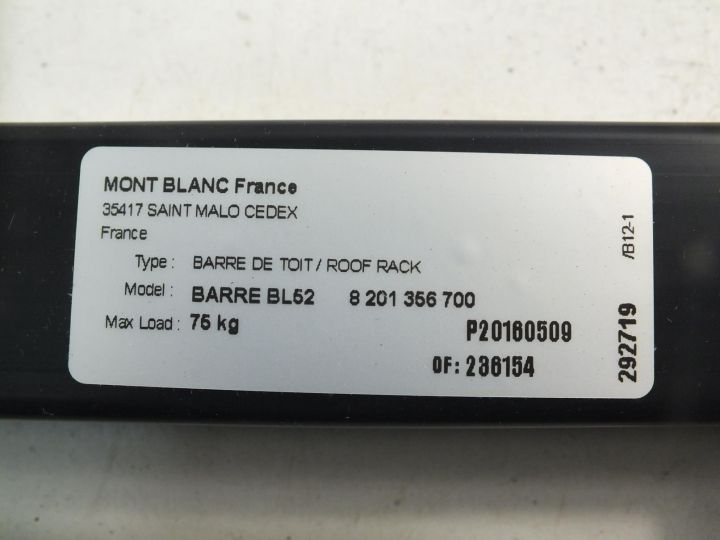 MONT BLANC France
35417 SAINT MALO CEDEX
France
Type : BARRE DE TOIT / ROOF RACK
Model : BARRE BL52 8 201 356 700
Max Load : 75 kg
P20160509
OF: 236154
292719 /B12-1